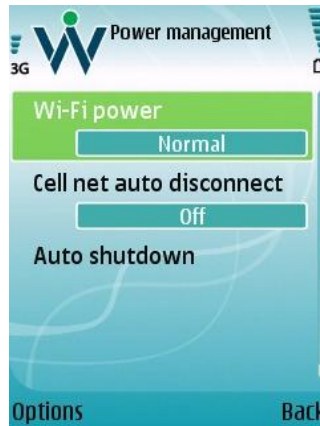 Power management
3G
Wi-Fi power
Normal
Cell net auto disconnect
Off
Auto shutdown
Options Back